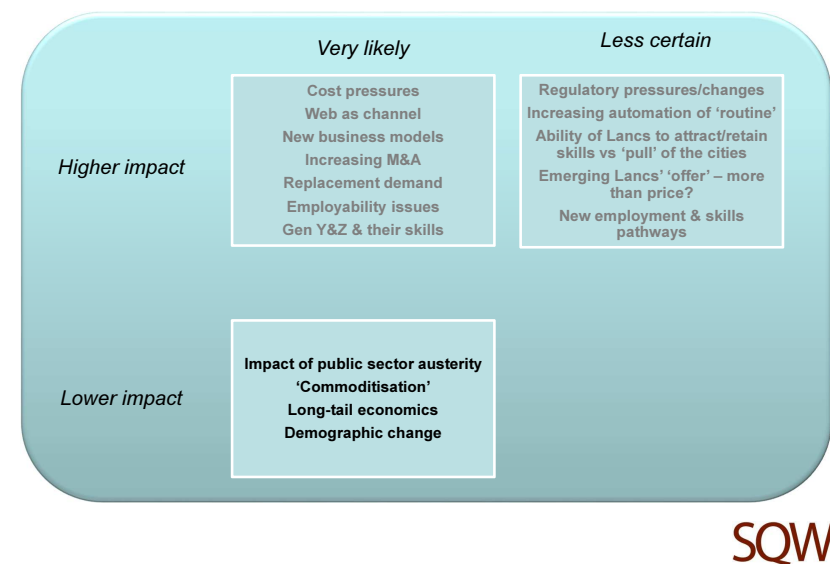 Very likely
Less certain
Higher impact
Cost pressures
Web as channel
New business models
Increasing M&A
Replacement demand
Employability issues
Gen Y&Z & their skills
Regulatory pressures/changes
Increasing automation of ‘routine’
Ability of Lancs to attract/retain
skills vs ‘pull’ of the cities
Emerging Lancs’ ‘offer’ – more
than price?
New employment & skills
pathways
Lower impact
Impact of public sector austerity
‘Commoditisation’
Long-tail economics
Demographic change
SQW